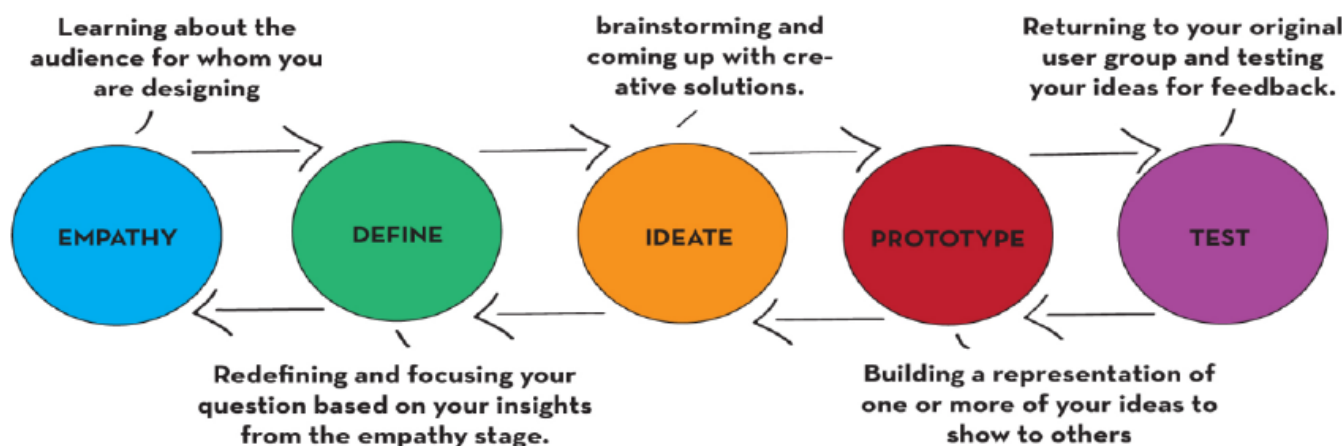 Learning about the
audience for whom you
are designing
brainstorming and
coming up with cre-
ative solutions.
Returning to your original
user group and testing
your ideas for feedback.
EMPATHY
DEFINE
IDEATE
PROTOTYPE
TEST
Redefining and focusing your
question based on your insights
from the empathy stage.
Building a representation of
one or more of your ideas to
show to others